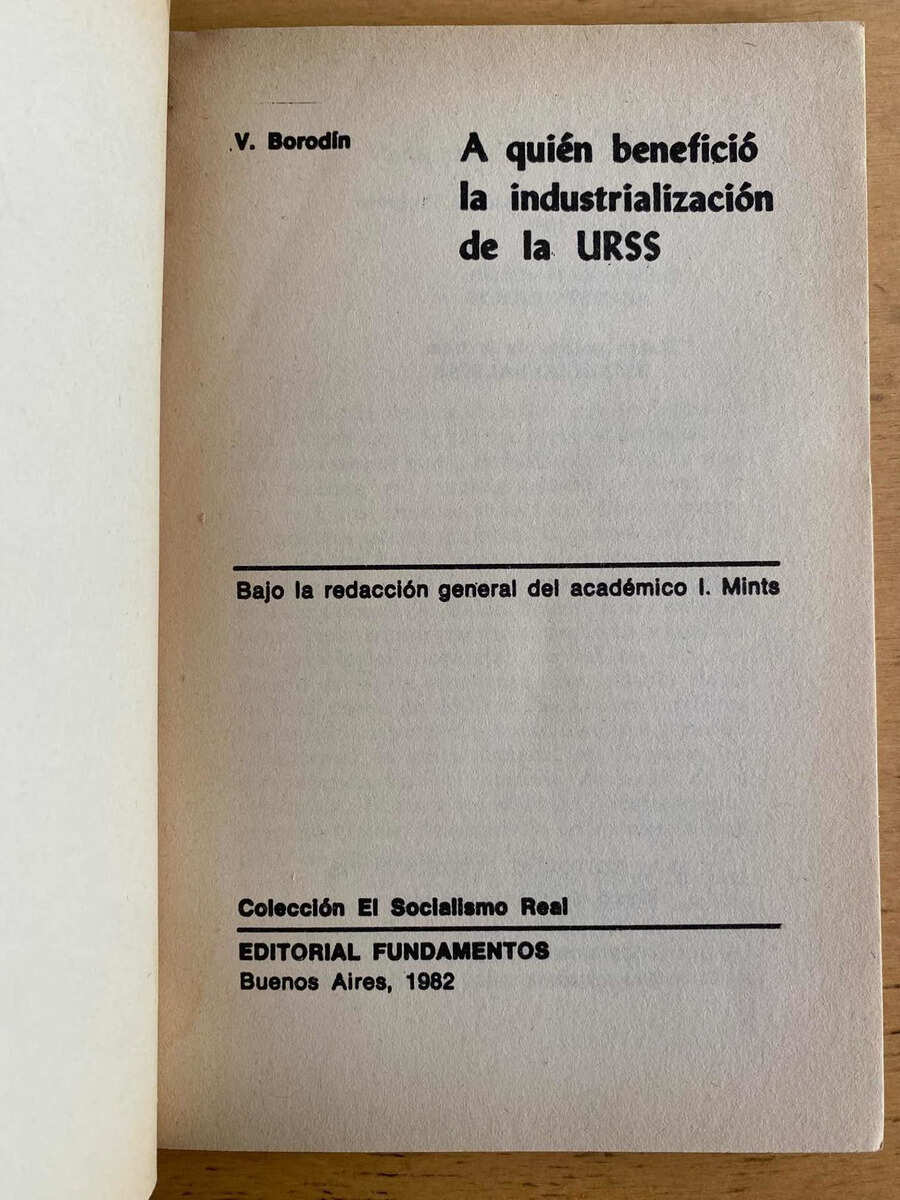 V. Borodín
A quién benefició
la industrialización
de la URSS
Bajo la redacción general del académico I. Mints
Colección El Socialismo Real
EDITORIAL FUNDAMENTOS
Buenos Aires, 1982